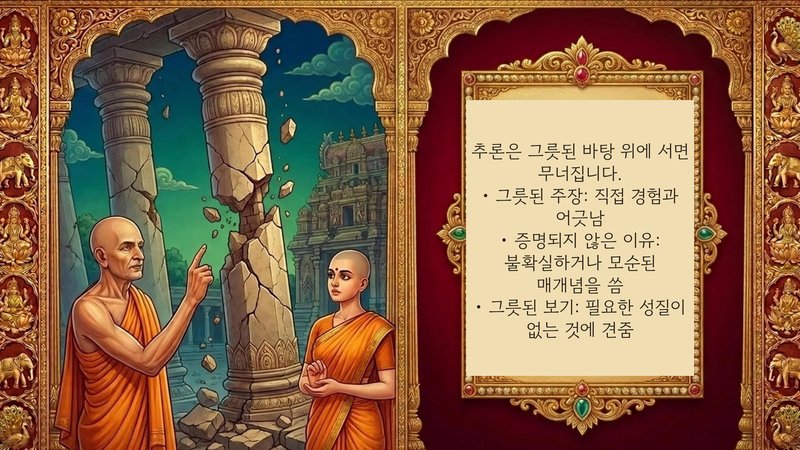 추론은 그릇된 바탕 위에 서면
무너집니다.
• 그릇된 주장: 직접 경험과
어긋남
• 증명되지 않은 이유:
불확실하거나 모순된
매개념을 씀
• 그릇된 보기: 필요한 성질이
없는 것에 견줌